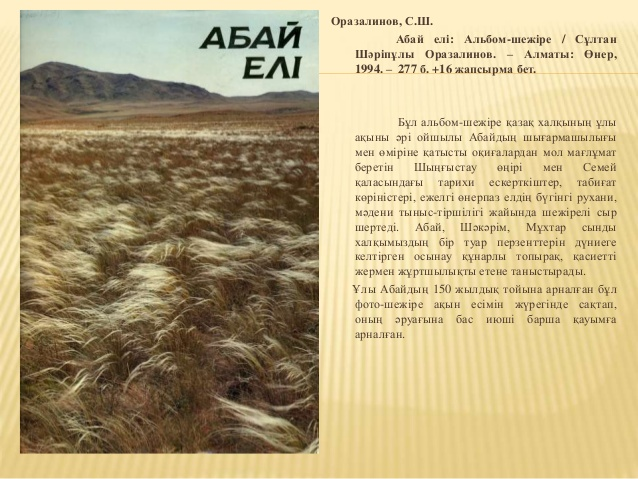 АБАЙ
ЕЛІ
Оразалинов, С.Ш.
Абай елі: Альбом-шежіре / Сұлтан
Шәріпұлы Оразалинов. – Алматы: Өнер,
1994. – 277 б. +16 жапсырма бет.
Бұл альбом-шежіре қазақ халқының ұлы
ақыны әрі ойшылы Абайдың шығармашылығы
мен өміріне қатысты оқиғалардан мол мағлұмат
беретін Шыңғыстау өңірі мен Семей
қаласындағы тарихи ескерткіштер, табиғат
көріністері, ежелгі өнерпаз елдің бүгінгі рухани,
мәдени тыныс-тіршілігі жайында шежірелі сыр
шертеді. Абай, Шәкәрім, Мұхтар сынды
халқымыздың бір туар перзенттерін дүниеге
келтірген осынау құнарлы топырақ, қасиетті
жермен жұртшылықты етене таныстырады.
Ұлы Абайдың 150 жылдық тойына арналған бұл
фото-шежіре ақын есімін жүрегінде сақтап,
оның әруағына бас июші барша қауымға
арналған.